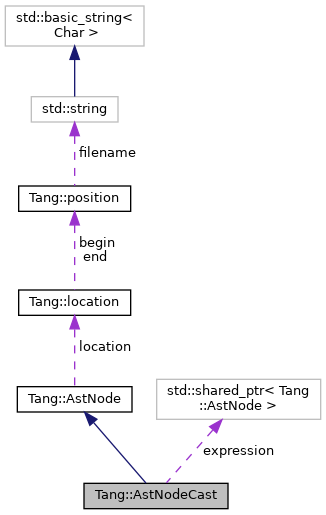 std::basic_string<
Char >
std::string
filename
Tang::position
begin
end
Tang::location
location
Tang::AstNode
std::shared_ptr< Tang
::AstNode >
expression
Tang::AstNodeCast